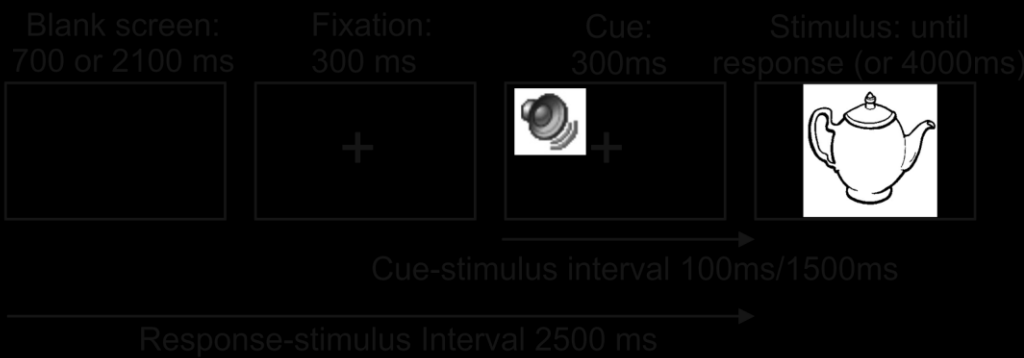 Blank screen:
700 or 2100 ms
Fixation:
300 ms
Cue:
300ms
Stimulus: until
response (or 4000ms)
Cue-stimulus interval 100ms/1500ms
Response-stimulus Interval 2500 ms